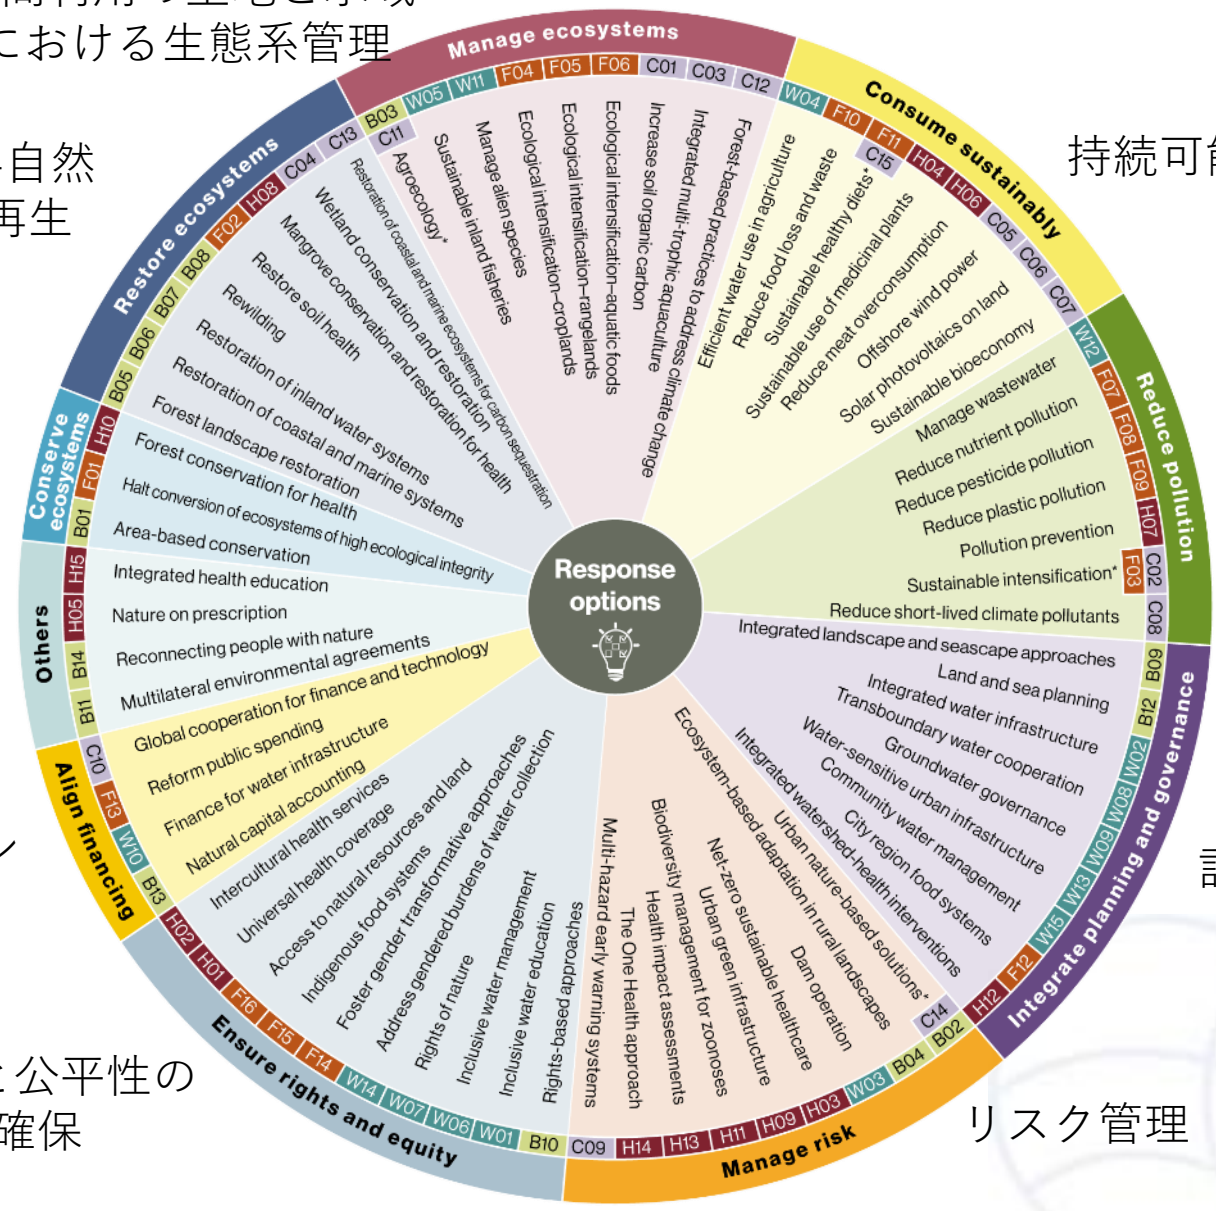 における生態系管理
自然
再生
持続可能
と公平性の
確保
リスク管理
Response
options
Manage ecosystems
B03
C11
W05
W11
F04
F05
F06
C01
C03
C12
Agroecology*
Sustainable inland fisheries
Manage alien species
Ecological intensification–croplands
Ecological intensification–rangelands
Ecological intensification–aquatic foods
Increase soil organic carbon
Integrated multi-trophic aquaculture
Forest-based practices to address climate change
Consume sustainably
W04
F10
F11
C15
H04
H06
C05
C06
C07
Efficient water use in agriculture
Reduce food loss and waste
Sustainable healthy diets*
Sustainable use of medicinal plants
Reduce meat overconsumption
Offshore wind power
Solar photovoltaics on land
Sustainable bioeconomy
Reduce pollution
W12
F07
F08
F09
H07
F03
C02
C08
Manage wastewater
Reduce nutrient pollution
Reduce pesticide pollution
Reduce plastic pollution
Pollution prevention
Sustainable intensification*
Reduce short-lived climate pollutants
Integrate planning and governance
B09
B12
W02
W08
W09
W13
W15
F12
H12
Integrated landscape and seascape approaches
Land and sea planning
Integrated water infrastructure
Transboundary water cooperation
Groundwater governance
Water-sensitive urban infrastructure
Community water management
City region food systems
Integrated watershed-health interventions
Manage risk
C14
B02
B04
W03
H03
H09
H11
H13
H14
C09
Urban nature-based solutions*
Ecosystem-based adaptation in rural landscapes
Dam operation
Net-zero sustainable healthcare
Urban green infrastructure
Biodiversity management for zoonoses
Health impact assessments
The One Health approach
Multi-hazard early warning systems
Ensure rights and equity
B10
W01
W06
W07
W14
F14
F15
F16
H01
H02
Rights-based approaches
Inclusive water education
Inclusive water management
Rights of nature
Address gendered burdens of water collection
Foster gender transformative approaches
Indigenous food systems
Access to natural resources and land
Universal health coverage
Intercultural health services
Align financing
B13
W10
F13
C10
Natural capital accounting
Finance for water infrastructure
Reform public spending
Global cooperation for finance and technology
Others
B11
B14
H05
H15
Multilateral environmental agreements
Reconnecting people with nature
Nature on prescription
Integrated health education
Conserve
ecosystems
B01
F01
H10
Area-based conservation
Halt conversion of ecosystems of high ecological integrity
Forest conservation for health
Restore ecosystems
B05
B06
B07
B08
F02
H08
C04
C13
Forest landscape restoration
Restoration of coastal and marine systems
Restoration of inland water systems
Rewilding
Restore soil health
Mangrove conservation and restoration for health
Wetland conservation and restoration
Restoration of coastal and marine ecosystems for carbon sequestration